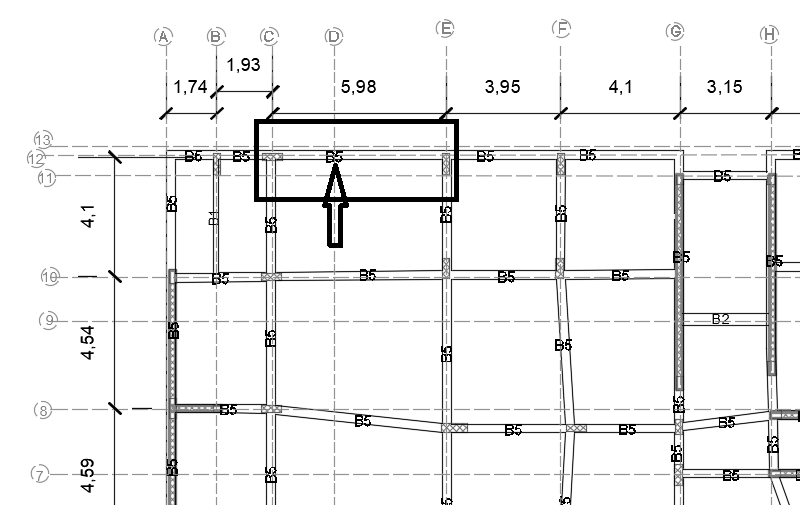 A B C D E F G H
1,74 1,93 5,98 3,95 4,1 3,15
13
12 B5 B5 B5 B5 B5
11 B5
4,1 B5 B1 B5 B5 B5
B5 B5
10 B5 B5 B5 B5
9 B2
4,54 B5 B5 B5 B5
8 B5 B5 B5 B5 B5 B5
B5 B5
4,59 B5 B5 B5
7 B5
B5 B5